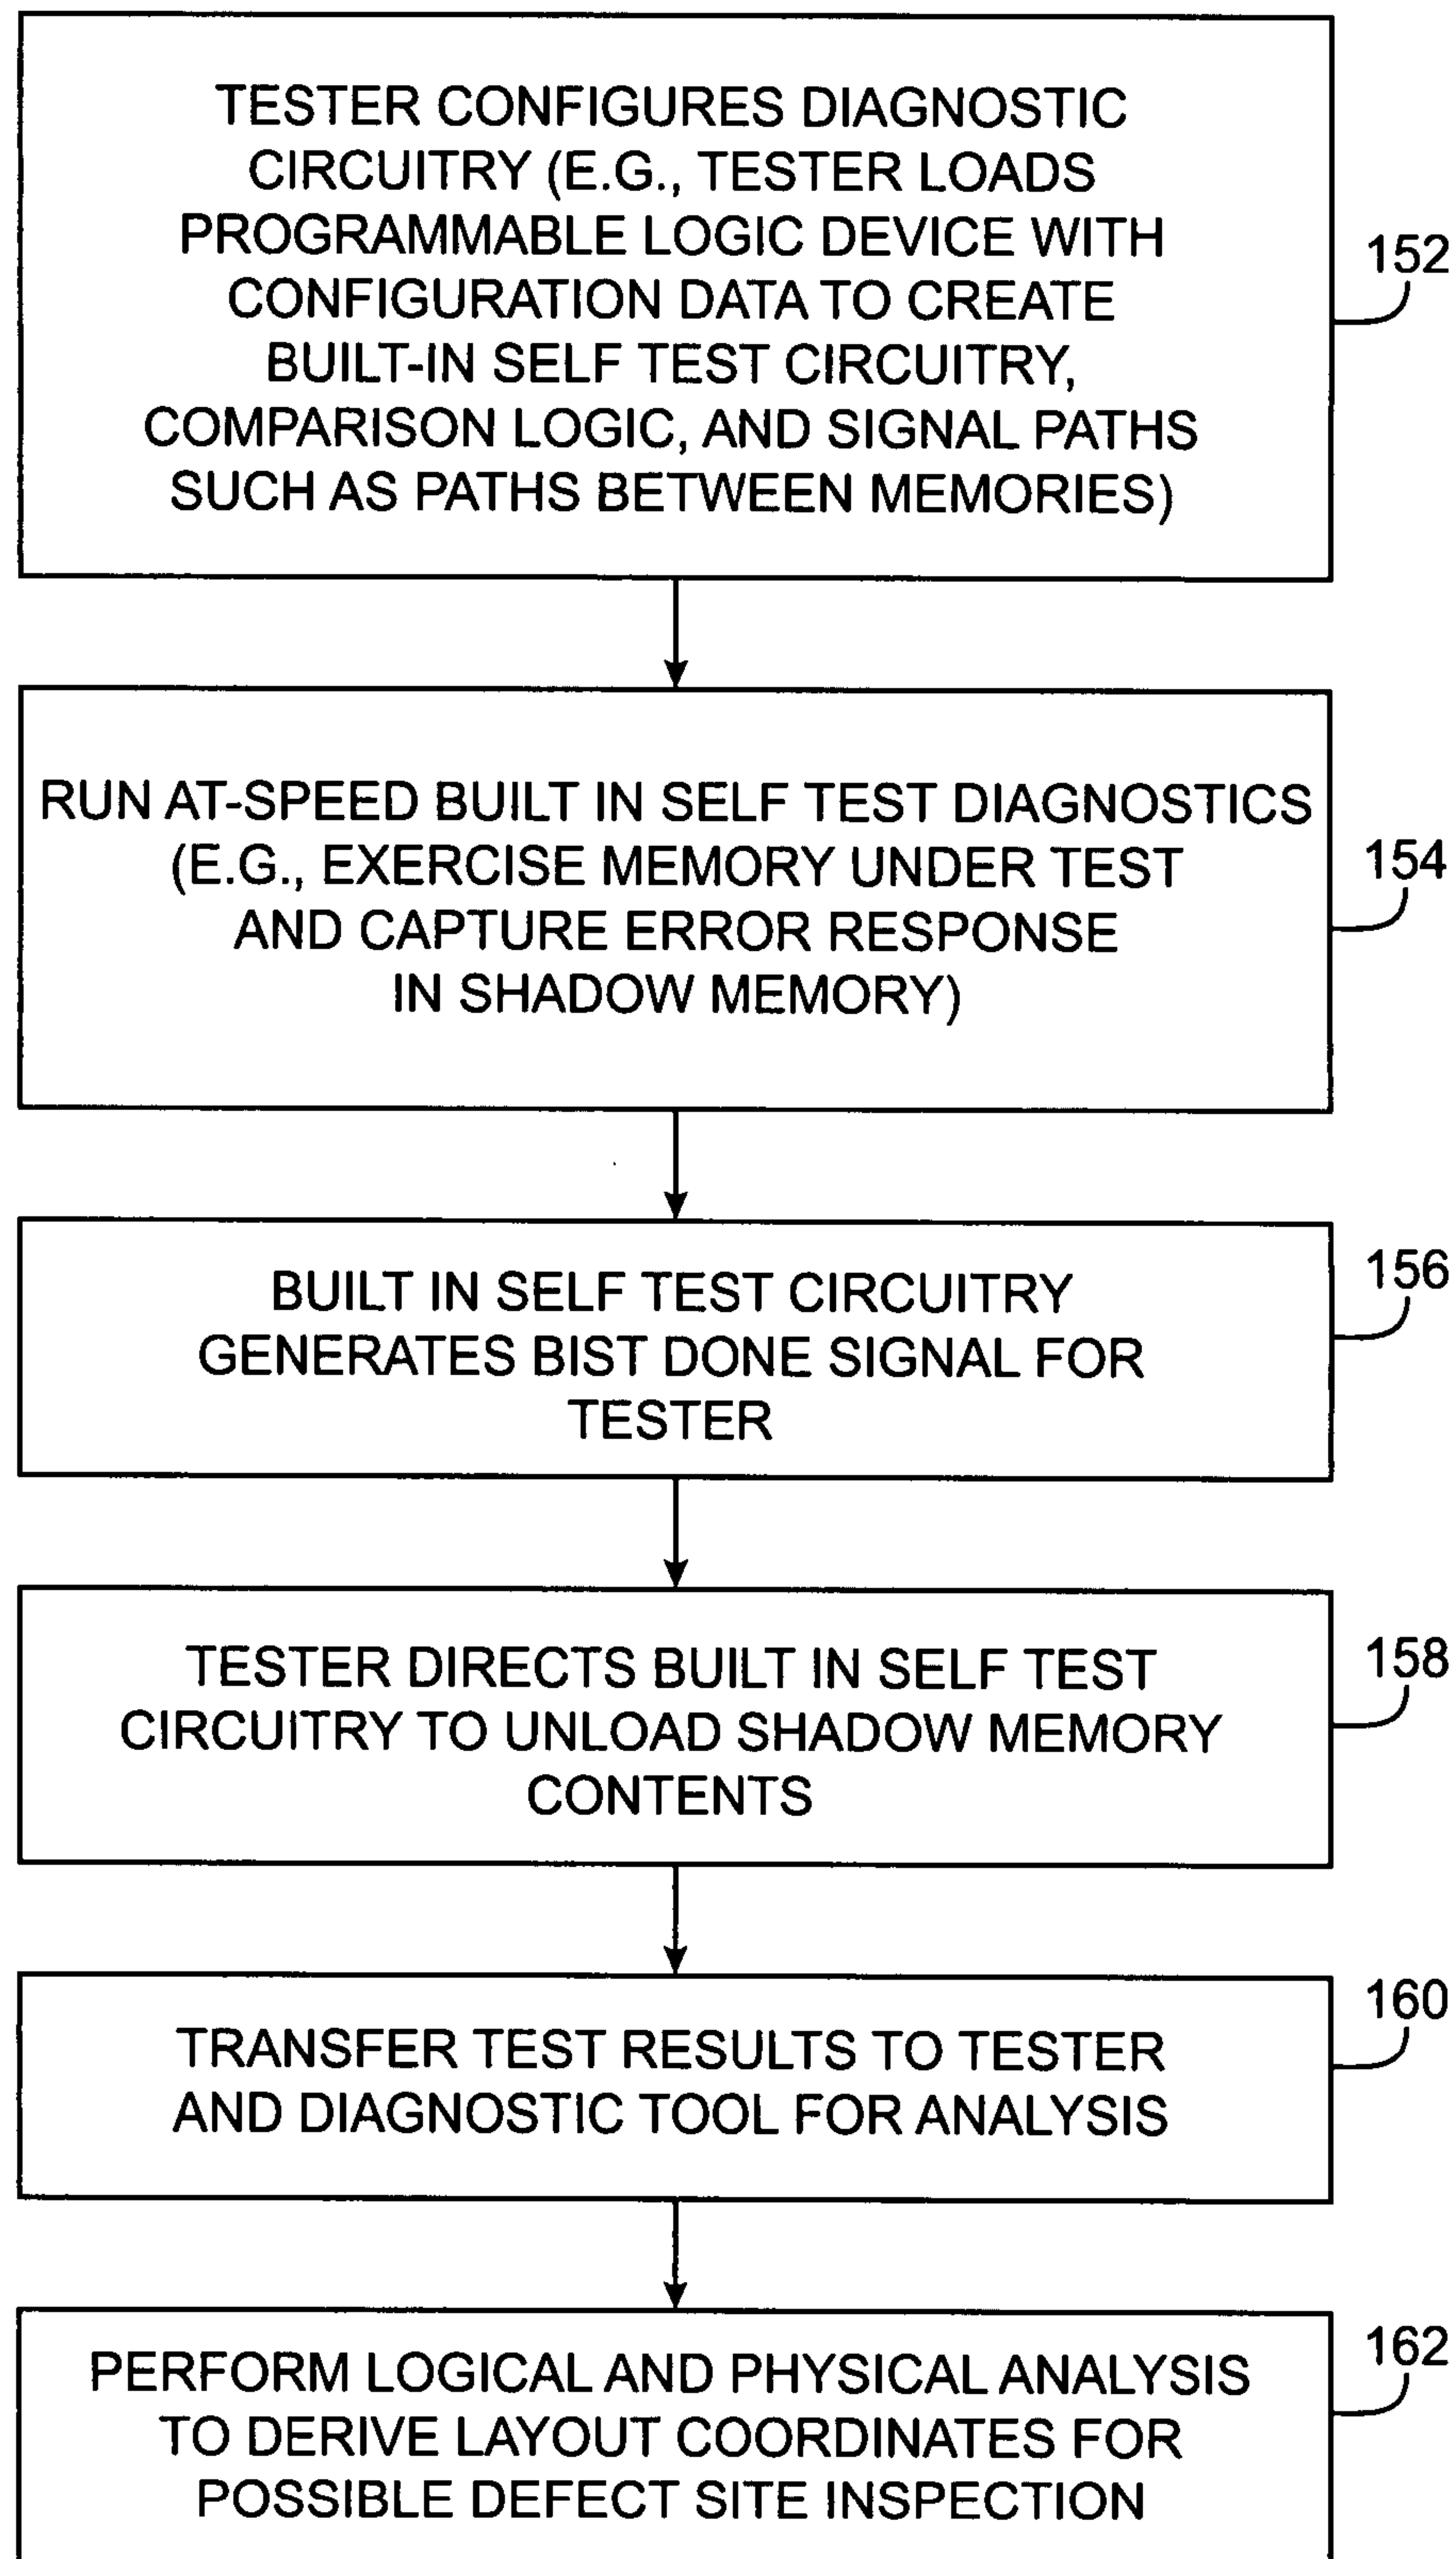 TESTER CONFIGURES DIAGNOSTIC
CIRCUITRY (E.G., TESTER LOADS
PROGRAMMABLE LOGIC DEVICE WITH
CONFIGURATION DATA TO CREATE
BUILT-IN SELF TEST CIRCUITRY,
COMPARISON LOGIC, AND SIGNAL PATHS
SUCH AS PATHS BETWEEN MEMORIES)
152
RUN AT-SPEED BUILT IN SELF TEST DIAGNOSTICS
(E.G., EXERCISE MEMORY UNDER TEST
AND CAPTURE ERROR RESPONSE
IN SHADOW MEMORY)
154
BUILT IN SELF TEST CIRCUITRY
GENERATES BIST DONE SIGNAL FOR
TESTER
156
TESTER DIRECTS BUILT IN SELF TEST
CIRCUITRY TO UNLOAD SHADOW MEMORY
CONTENTS
158
TRANSFER TEST RESULTS TO TESTER
AND DIAGNOSTIC TOOL FOR ANALYSIS
160
PERFORM LOGICAL AND PHYSICAL ANALYSIS
TO DERIVE LAYOUT COORDINATES FOR
POSSIBLE DEFECT SITE INSPECTION
162